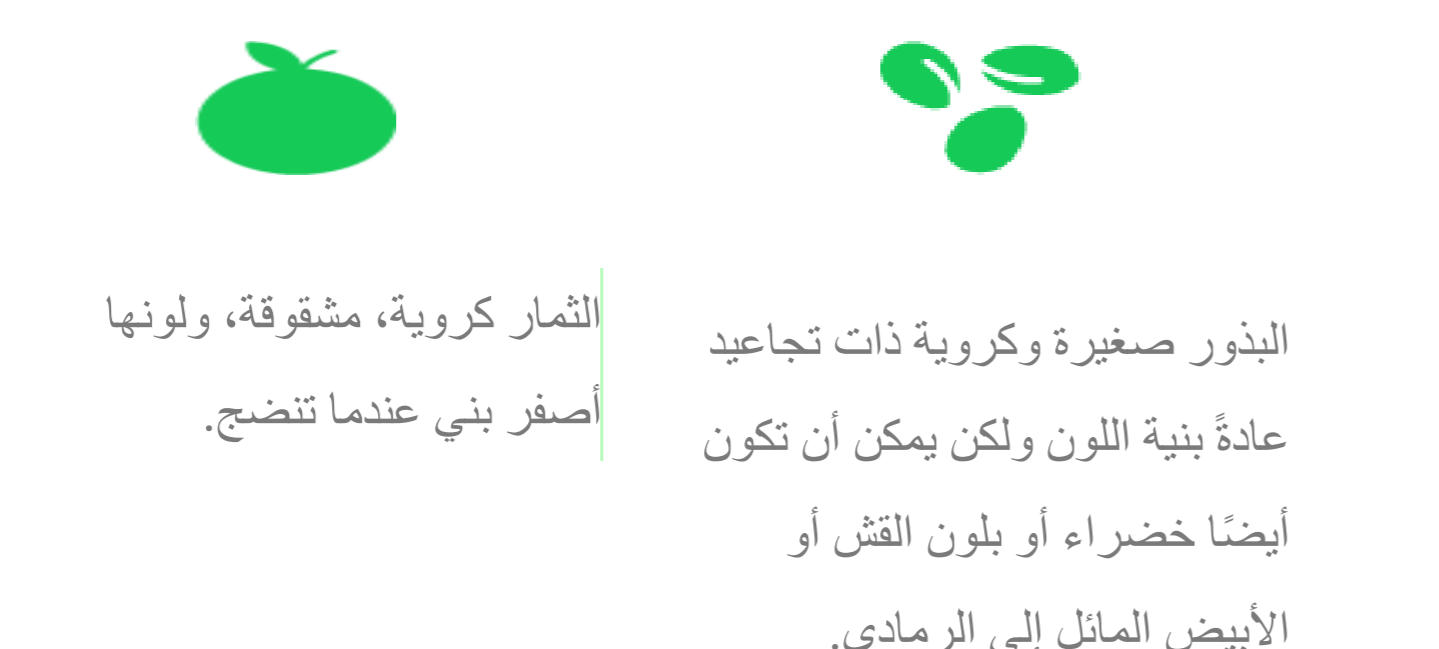 البذور صغيرة وكروية ذات تجاعيد
عادةً بنية اللون ولكن يمكن أن تكون
أيضًا خضراء أو بلون القش أو
الأبيض المائل إلى الرمادي.
الثمار كروية، مشقوقة، ولونها
أصفر بني عندما تنضج.